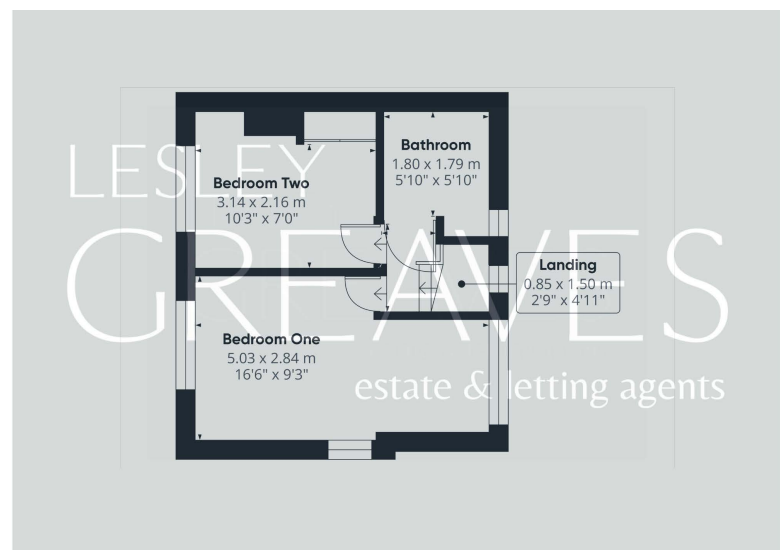 Bathroom
1.80 x 1.79 m
5'10" x 5'10"
LESLEY
Bedroom Two
3.14 x 2.16 m
10'3" x 7'0"
GREAVES
Landing
0.85 x 1.50 m
2'9" x 4'11"
Bedroom One
5.03 x 2.84 m
16'6" x 9'3"
estate & letting agents